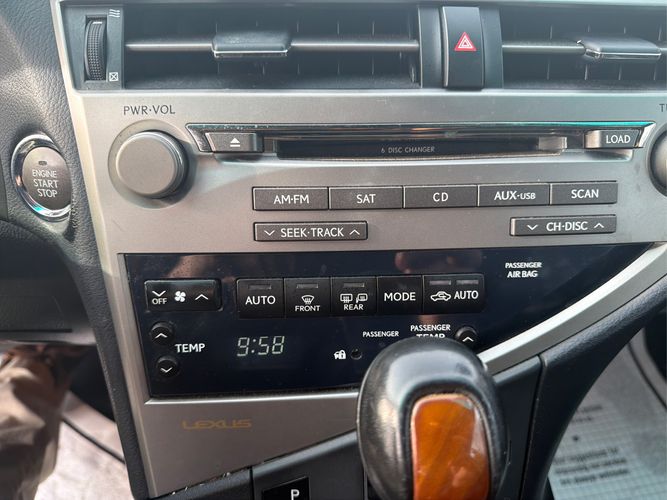 PWR·VOL
6 DISC CHANGER
LOAD
ENGINE
START
STOP
AM·FM
SAT
CD
AUX·USB
SCAN
SEEK·TRACK
CH·DISC
PASSENGER
AIR BAG
OFF
AUTO
FRONT
REAR
MODE
AUTO
TEMP
9:58
PASSENGER
PASSENGER
TEMP
LEXUS
P